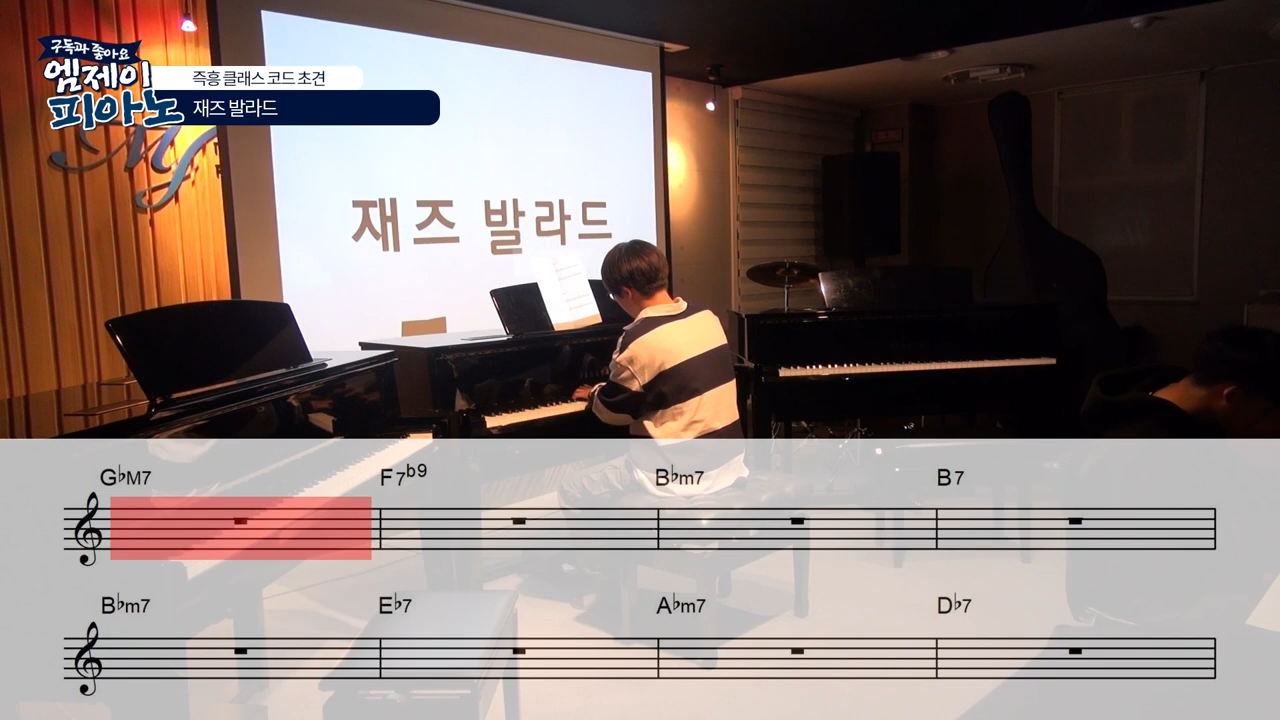 구독과 좋아요
엠제이
피아노
즉흥 클래스 코드 초견
재즈 발라드
MJ
재즈 발라드
G♭M7 F7♭9 B♭m7 B7
B♭m7 E♭7 A♭m7 D♭7